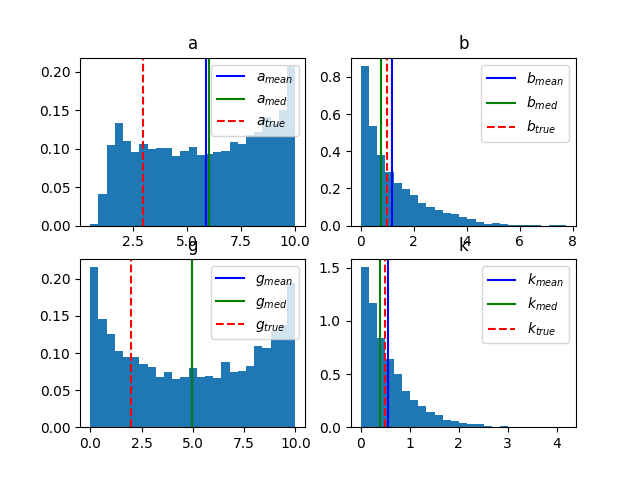 a
0.20
0.15
0.10
0.05
0.00
2.5
5.0
7.5
10.0
a_mean
a_med
a_true
b
0.8
0.6
0.4
0.2
0.0
0
2
4
6
8
b_mean
b_med
b_true
g
0.20
0.15
0.10
0.05
0.00
0.0
2.5
5.0
7.5
10.0
g_mean
g_med
g_true
k
1.5
1.0
0.5
0.0
0
1
2
3
4
k_mean
k_med
k_true